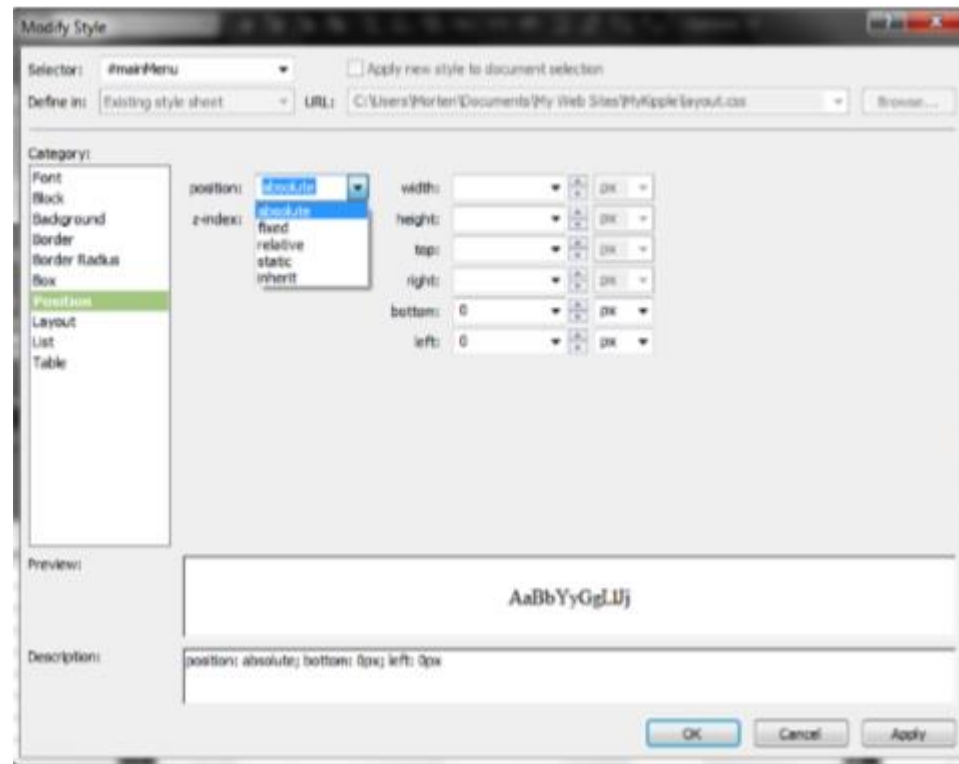 Modify Style
Selector: #mainMenu Apply new style to document selection
Define in: Existing style sheet URL: C:\Users\Morten\Documents\My Web Sites\MyKipple\layout.css Browse...
Category:
Font
Block
Background
Border
Border Radius
Box
Position
Layout
List
Table
position: absolute
absolute
fixed
relative
static
inherit
z-index:
width: px
height: px
top: px
right: px
bottom: 0 px
left: 0 px
Preview:
AaBbYyGgLlJj
Description:
position: absolute; bottom: 0px; left: 0px
OK Cancel Apply